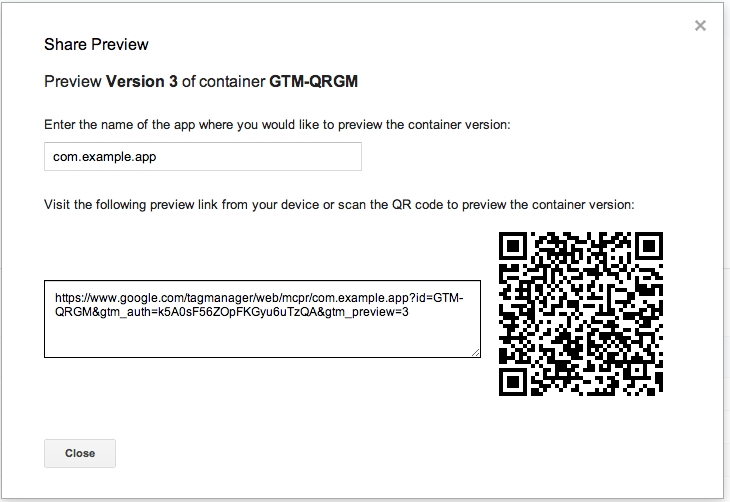 Share Preview
Preview Version 3 of container GTM-QRGM
Enter the name of the app where you would like to preview the container version:
com.example.app
Visit the following preview link from your device or scan the QR code to preview the container version:
https://www.google.com/tagmanager/web/mcpr/com.example.app?id=GTM-
QRGM&gtm_auth=k5A0sF56ZOpFKGyu6uTzQA&gtm_preview=3
Close